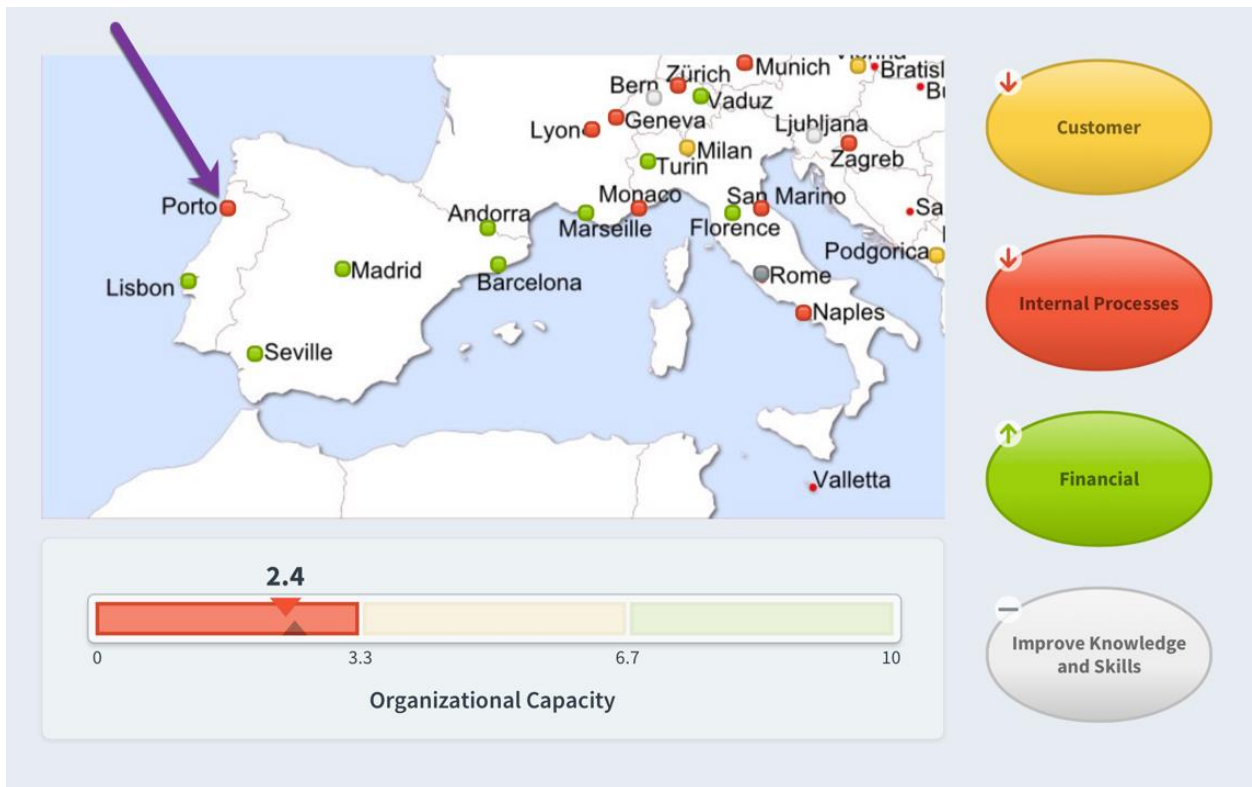 Munich
Zürich
Bern
Vaduz
Geneva
Lyon
Ljubljana
Milan
Zagreb
Turin
Monaco
San Marino
Porto
Andorra
Marseille
Florence
Podgorica
Madrid
Rome
Lisbon
Barcelona
Naples
Seville
Valletta
Customer
Internal Processes
Financial
Improve Knowledge
and Skills
2.4
0 3.3 6.7 10
Organizational Capacity